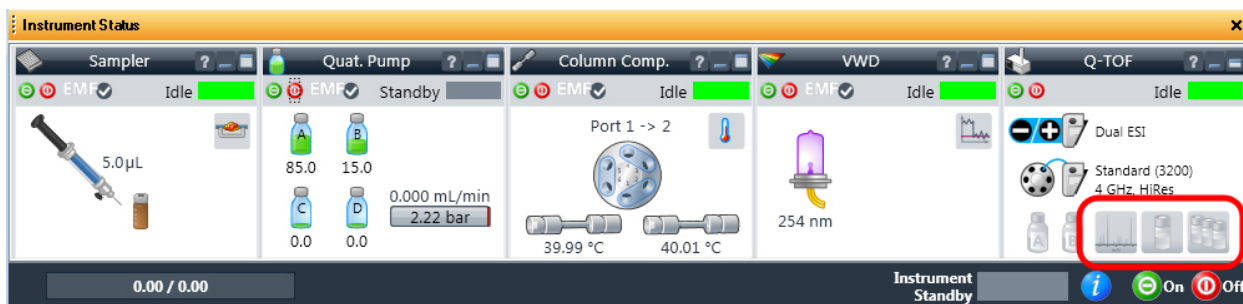 Instrument Status
Sampler ?
EMF Idle
5.0µL
Quat. Pump ?
EMF Standby
A B
85.0 15.0
C D
0.0 0.0
0.000 mL/min
2.22 bar
Column Comp. ?
EMF Idle
Port 1 -> 2
39.99 °C 40.01 °C
VWD ?
EMF Idle
254 nm
Q-TOF ?
Idle
Dual ESI
Standard (3200)
4 GHz, HiRes
A B
0.00 / 0.00
Instrument
Standby
i On Off